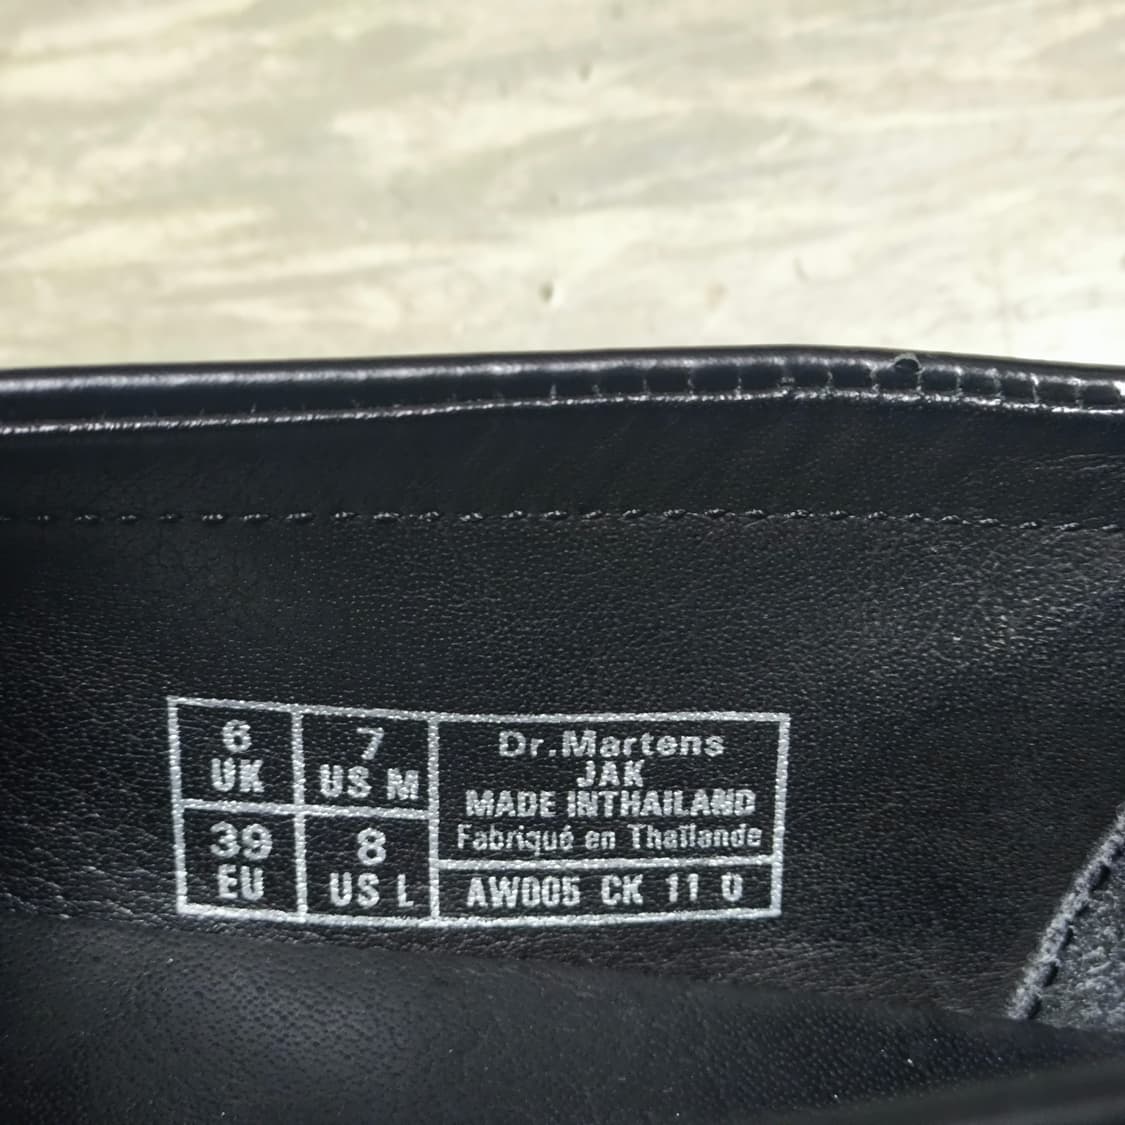 6
UK
7
US M
39
EU
8
US L
Dr.Martens
JAK
MADE INTHAILAND
Fabriqué en Thaïlande
AW005 CK 11 0